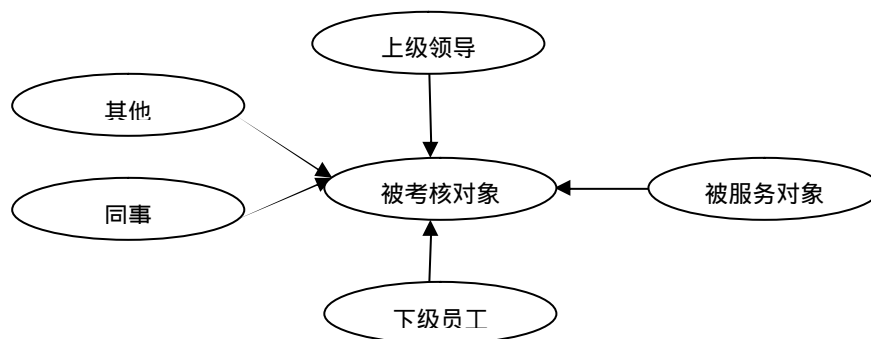 上级领导
其他
被考核对象
同事
被服务对象
下级员工